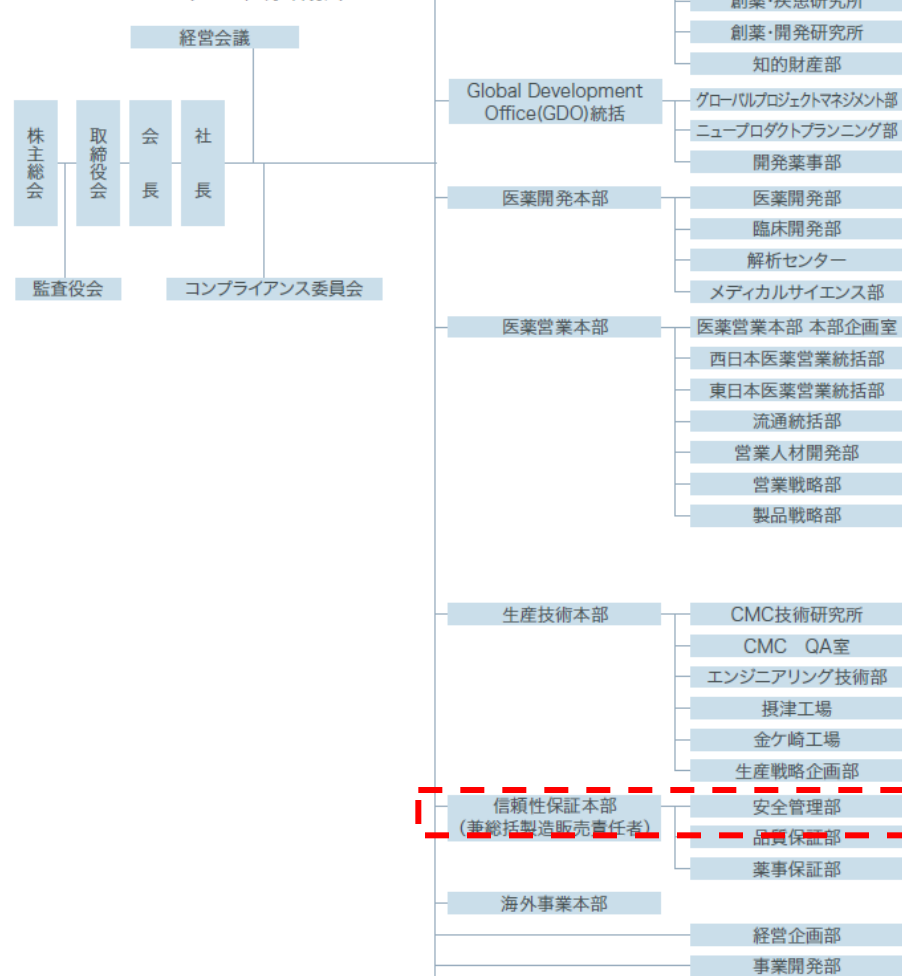 創薬・疾患研究所
経営会議
創薬・開発研究所
知的財産部
Global Development
Office(GDO)統括
グローバルプロジェクトマネジメント部
ニュープロダクトプランニング部
開発薬事部
株主総会
取締役会
会長
社長
医薬開発本部
医薬開発部
臨床開発部
解析センター
メディカルサイエンス部
監査役会
コンプライアンス委員会
医薬営業本部
医薬営業本部 本部企画室
西日本医薬営業統括部
東日本医薬営業統括部
流通統括部
営業人材開発部
営業戦略部
製品戦略部
生産技術本部
CMC技術研究所
CMC　QA室
エンジニアリング技術部
摂津工場
金ケ崎工場
生産戦略企画部
信頼性保証本部
(兼総括製造販売責任者)
安全管理部
品質保証部
薬事保証部
海外事業本部
経営企画部
事業開発部